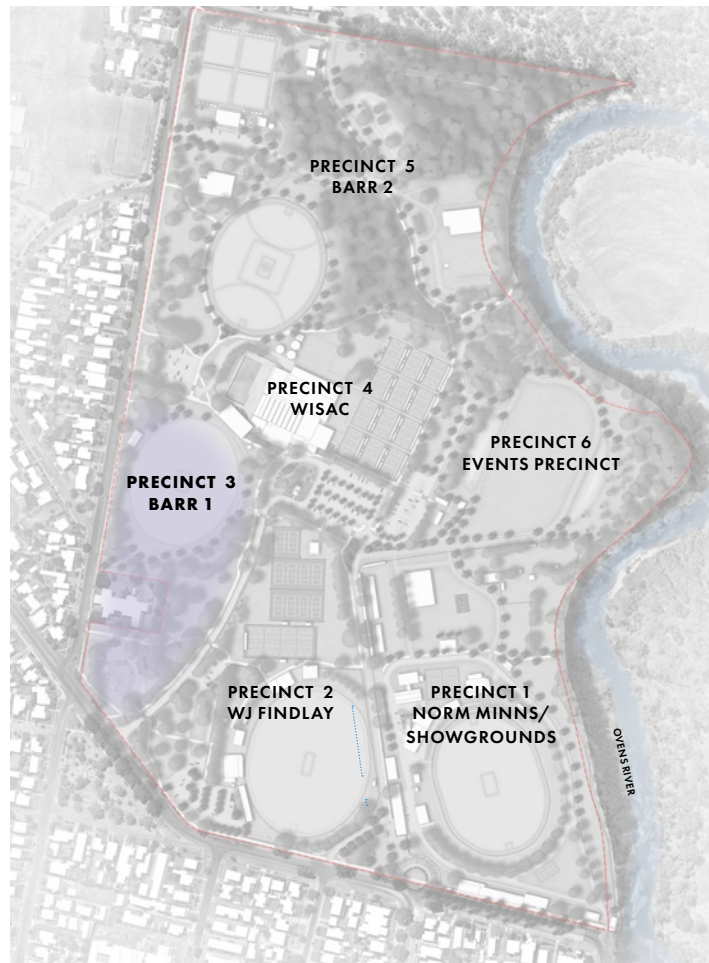 PRECINCT 5
BARR 2
PRECINCT 4
WISAC
PRECINCT 6
EVENTS PRECINCT
PRECINCT 3
BARR 1
PRECINCT 2
WJ FINDLAY
PRECINCT 1
NORM MINNS/
SHOWGROUNDS
OVENS RIVER